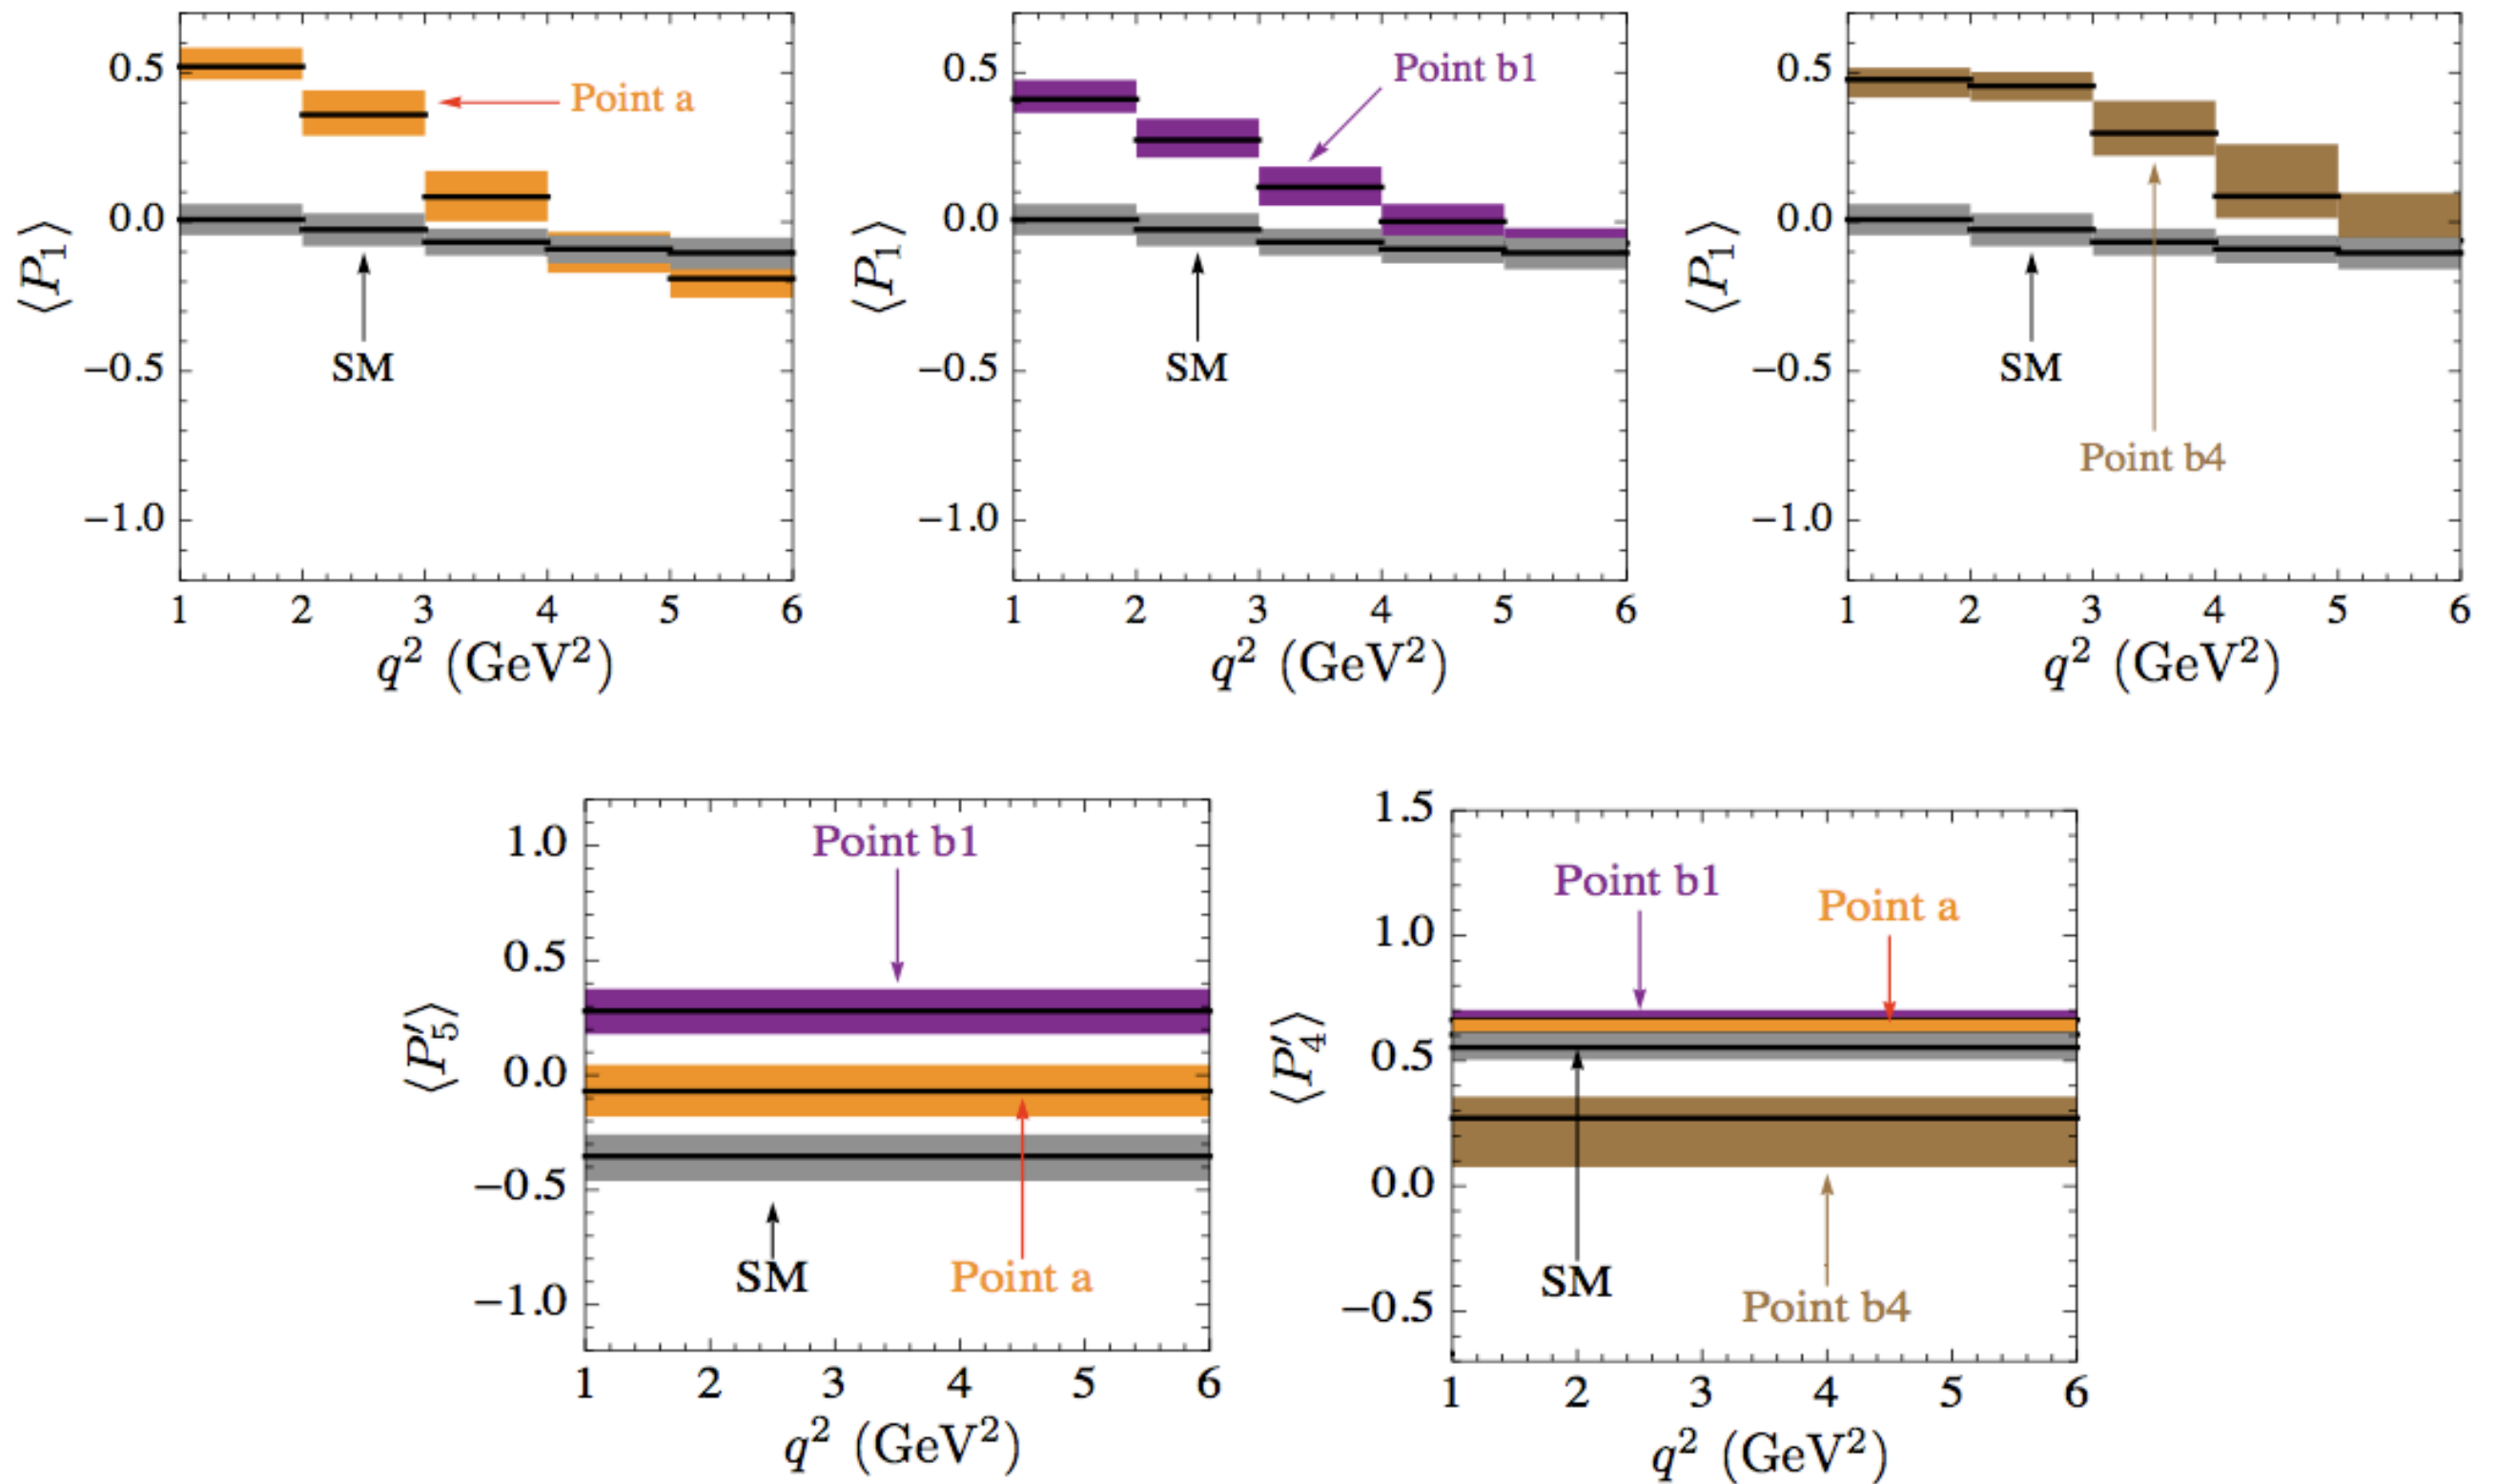 0.5
0.0
−0.5
−1.0
⟨P₁⟩
Point a
SM
1 2 3 4 5 6
q² (GeV²)
0.5
0.0
−0.5
−1.0
⟨P₁⟩
Point b1
SM
1 2 3 4 5 6
q² (GeV²)
0.5
0.0
−0.5
−1.0
⟨P₁⟩
SM
Point b4
1 2 3 4 5 6
q² (GeV²)
1.0
0.5
0.0
−0.5
−1.0
⟨P′₅⟩
Point b1
SM
Point a
1 2 3 4 5 6
q² (GeV²)
1.5
1.0
0.5
0.0
−0.5
⟨P′₄⟩
Point b1
Point a
SM
Point b4
1 2 3 4 5 6
q² (GeV²)